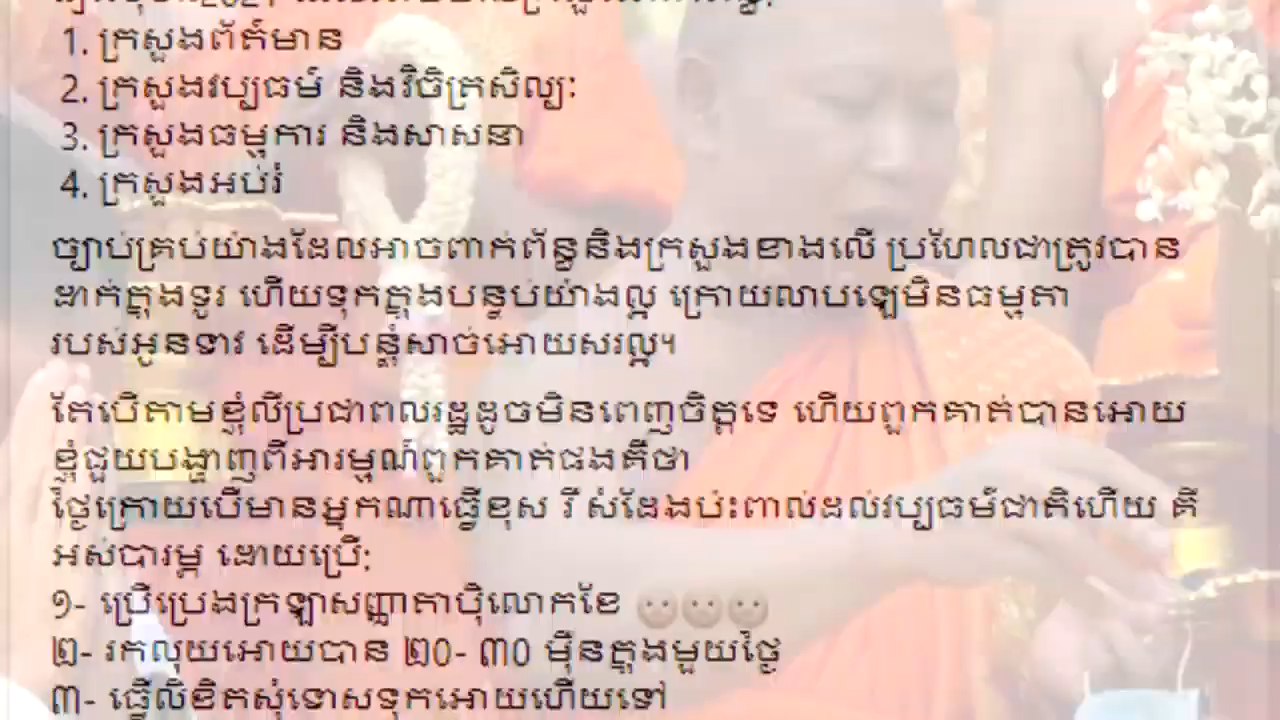 1. ក្រសួងព័ត៌មាន
2. ក្រសួងវប្បធម៍ និងវិចិត្រសិល្បៈ
3. ក្រសួងធម្មការ និងសាសនា
4. ក្រសួងអប់រំ
ច្បាប់គ្រប់យ៉ាងដែលអាចពាក់ព័ន្ធនិងក្រសួងខាងលើ ប្រហែលជាត្រូវបាន
ដាក់ក្នុងទូរ ហើយទុកក្នុងបន្ទប់យ៉ាងល្អ ក្រោយលាបឡេមិនធម្មតា
របស់អូនទាវ ដើម្បីបន្តុំសាច់អោយសរល្អ។
តែបើតាមខ្ញុំលឺប្រជាពលរដ្ឋដូចមិនពេញចិត្តទេ ហើយពួកគាត់បានអោយ
ខ្ញុំជួយបង្ហាញពីអារម្មណ៍ពួកគាត់ផងគឺថា
ថ្ងៃក្រោយបើមានអ្នកណាធ្វើខុស រឺ សំដែងប៉ះពាល់ដល់វប្បធម៌ជាតិហើយ គឺ
អស់បារម្ភ ដោយប្រើ:
១- ប្រើប្រេងក្រឡាសញ្ញាតាប៉ិលោកខែ
២- រកលុយអោយបាន ២០- ៣០ ម៉ឺនក្នុងមួយថ្ងៃ
៣- ធ្វើលិខិតសុំទោសទុកអោយហើយទៅ